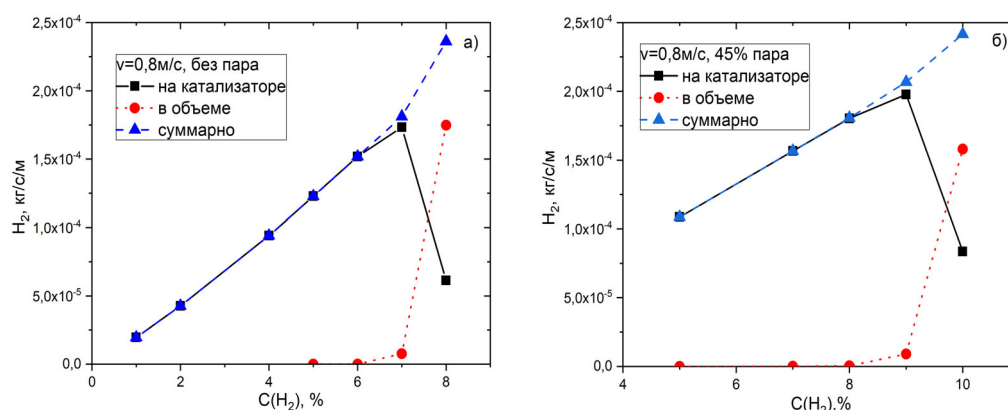 2,5x10⁻⁴
2,0x10⁻⁴
1,5x10⁻⁴
1,0x10⁻⁴
5,0x10⁻⁵
0,0
H₂, кг/с/м
а)
v=0,8м/с, без пара
на катализаторе
в объеме
суммарно
0 2 4 6 8
C(H₂), %
2,5x10⁻⁴
2,0x10⁻⁴
1,5x10⁻⁴
1,0x10⁻⁴
5,0x10⁻⁵
0,0
H₂, кг/с/м
б)
v=0,8м/с, 45% пара
на катализаторе
в объеме
суммарно
4 6 8 10
C(H₂),%